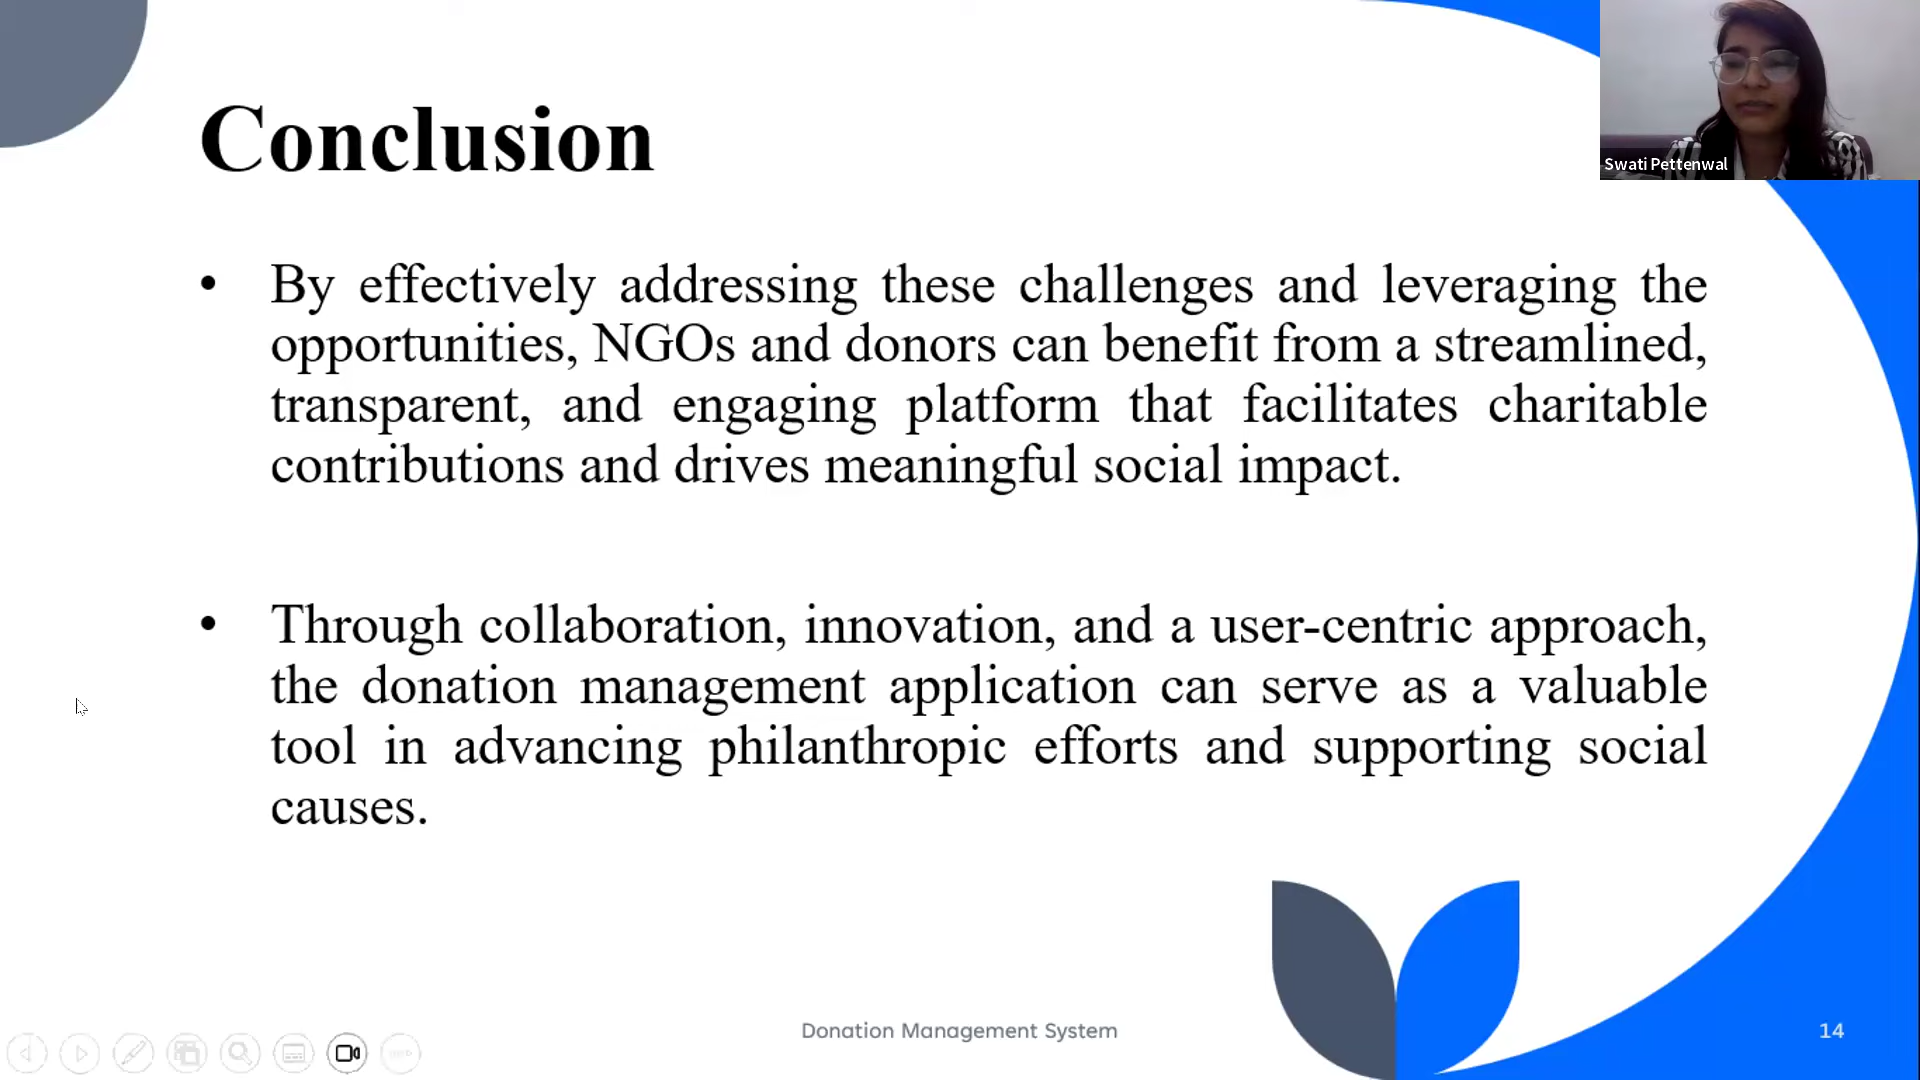 Conclusion
Swati Pettenwal
• By effectively addressing these challenges and leveraging the
opportunities, NGOs and donors can benefit from a streamlined,
transparent, and engaging platform that facilitates charitable
contributions and drives meaningful social impact.
• Through collaboration, innovation, and a user-centric approach,
the donation management application can serve as a valuable
tool in advancing philanthropic efforts and supporting social
causes.
Donation Management System
14